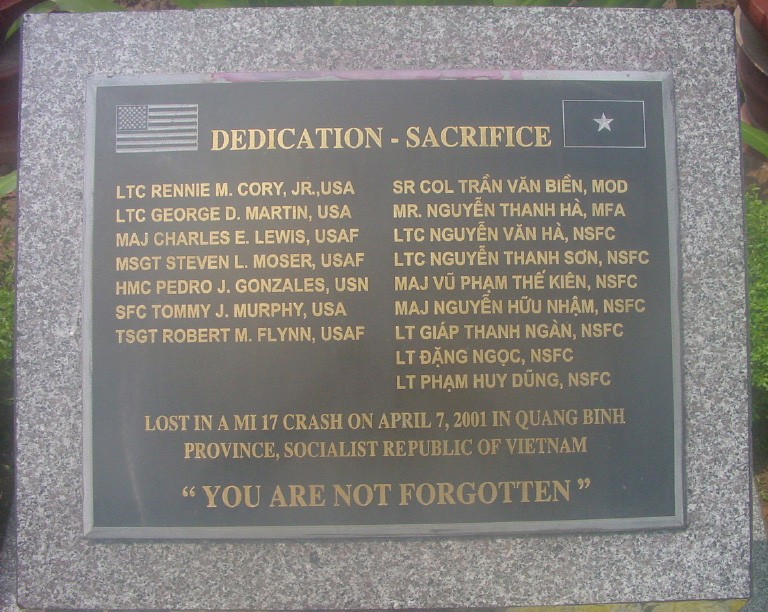 DEDICATION - SACRIFICE
LTC RENNIE M. CORY, JR.,USA
LTC GEORGE D. MARTIN, USA
MAJ CHARLES E. LEWIS, USAF
MSGT STEVEN L. MOSER, USAF
HMC PEDRO J. GONZALES, USN
SFC TOMMY J. MURPHY, USA
TSGT ROBERT M. FLYNN, USAF
SR COL TRẦN VĂN BIỀN, MOD
MR. NGUYỄN THANH HÀ, MFA
LTC NGUYỄN VĂN HÀ, NSFC
LTC NGUYỄN THANH SƠN, NSFC
MAJ VŨ PHẠM THẾ KIÊN, NSFC
MAJ NGUYỄN HỮU NHẬM, NSFC
LT GIÁP THANH NGÀN, NSFC
LT ĐẶNG NGỌC, NSFC
LT PHẠM HUY DŨNG, NSFC
LOST IN A MI 17 CRASH ON APRIL 7, 2001 IN QUANG BINH
PROVINCE, SOCIALIST REPUBLIC OF VIETNAM
“ YOU ARE NOT FORGOTTEN ”